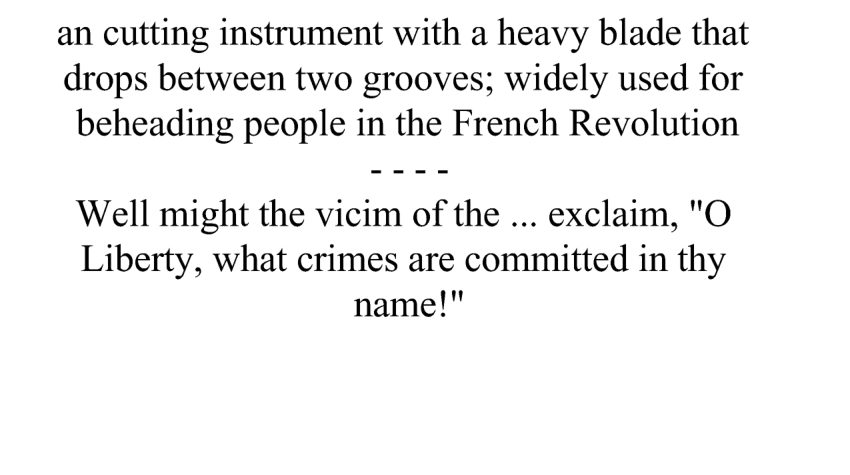 an cutting instrument with a heavy blade that
drops between two grooves; widely used for
beheading people in the French Revolution
- - - -
Well might the vicim of the ... exclaim, "O
Liberty, what crimes are committed in thy
name!"